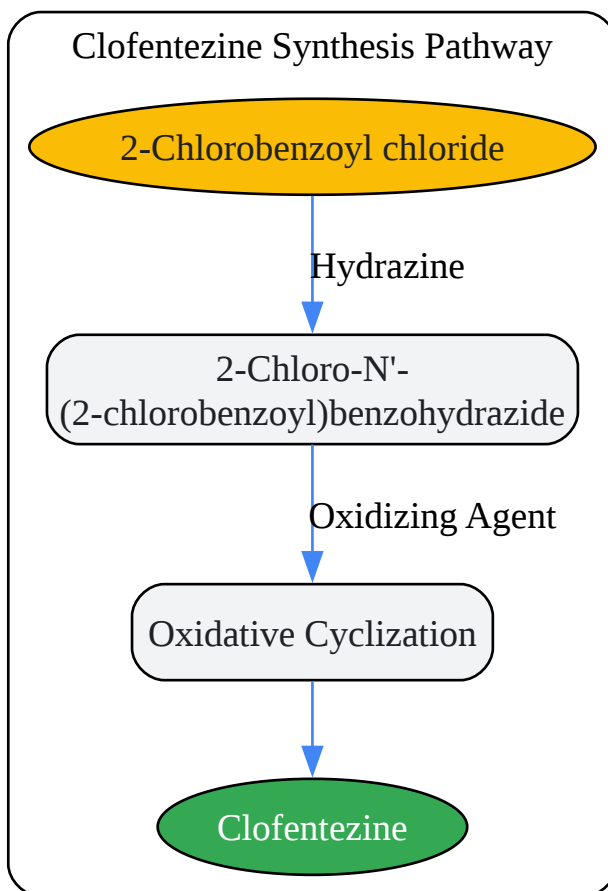 Clofentezine Synthesis Pathway
2-Chlorobenzoyl chloride
Hydrazine
2-Chloro-N'-
(2-chlorobenzoyl)benzohydrazide
Oxidizing Agent
Oxidative Cyclization
Clofentezine